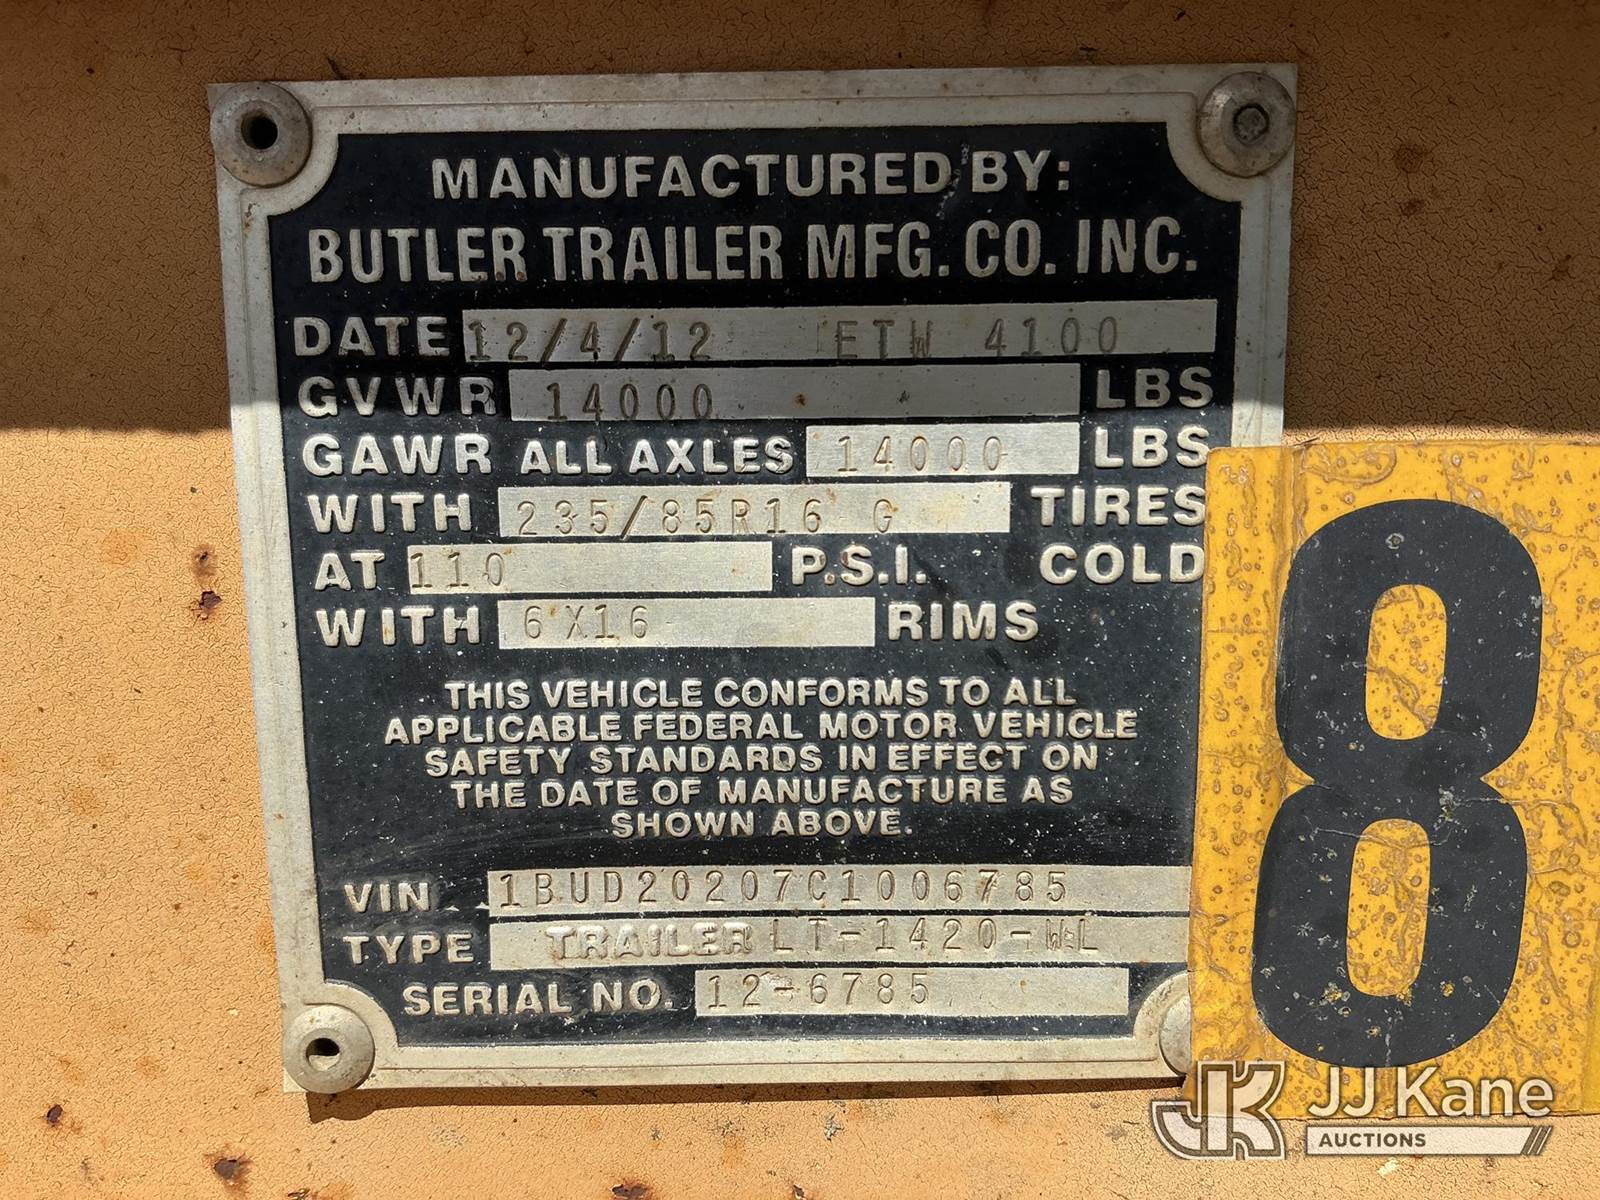 MANUFACTURED BY:
BUTLER TRAILER MFG. CO. INC.
DATE 12/4/12 ETW 4100
GVWR 14000 LBS
GAWR ALL AXLES 14000 LBS
WITH 235/85R16 G TIRES
AT 110 P.S.I. COLD
WITH 6X16 RIMS
THIS VEHICLE CONFORMS TO ALL
APPLICABLE FEDERAL MOTOR VEHICLE
SAFETY STANDARDS IN EFFECT ON
THE DATE OF MANUFACTURE AS
SHOWN ABOVE.
VIN 1BUD20207C1006785
TYPE TRAILER LT-1420-WL
SERIAL NO. 12-6785
8
JK JJ Kane
AUCTIONS